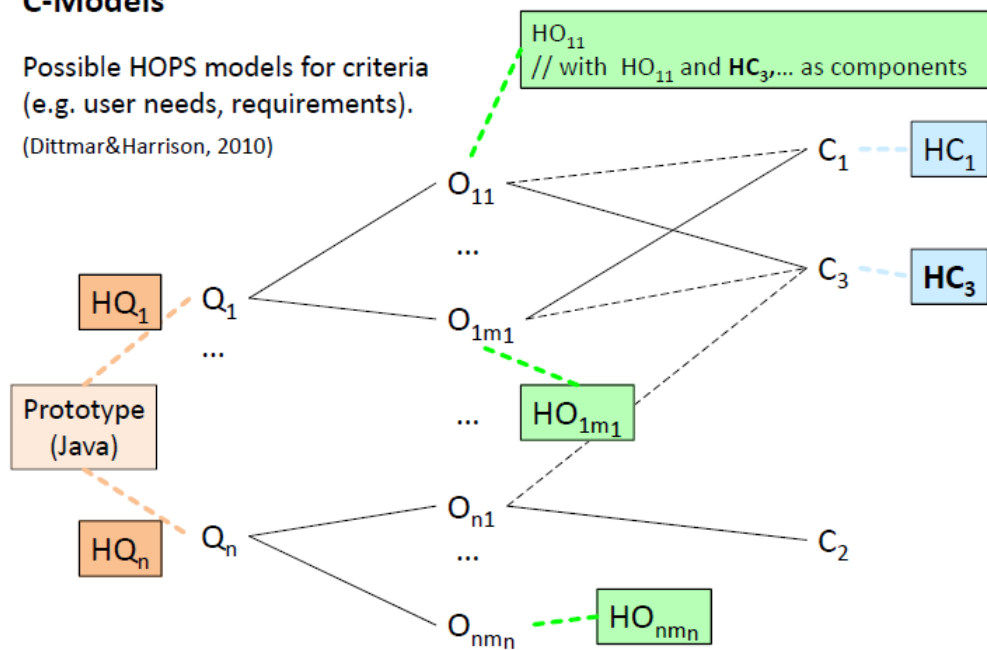 C-Models
Possible HOPS models for criteria
(e.g. user needs, requirements).
(Dittmar&Harrison, 2010)
HO₁₁
// with HO₁₁ and HC₃,... as components
C₁
HC₁
O₁₁
...
C₃
HC₃
HQ₁
Q₁
O₁ₘ₁
...
Prototype
(Java)
...
HO₁ₘ₁
HQₙ
Qₙ
Oₙ₁
...
C₂
Oₙₘₙ
HOₙₘₙ